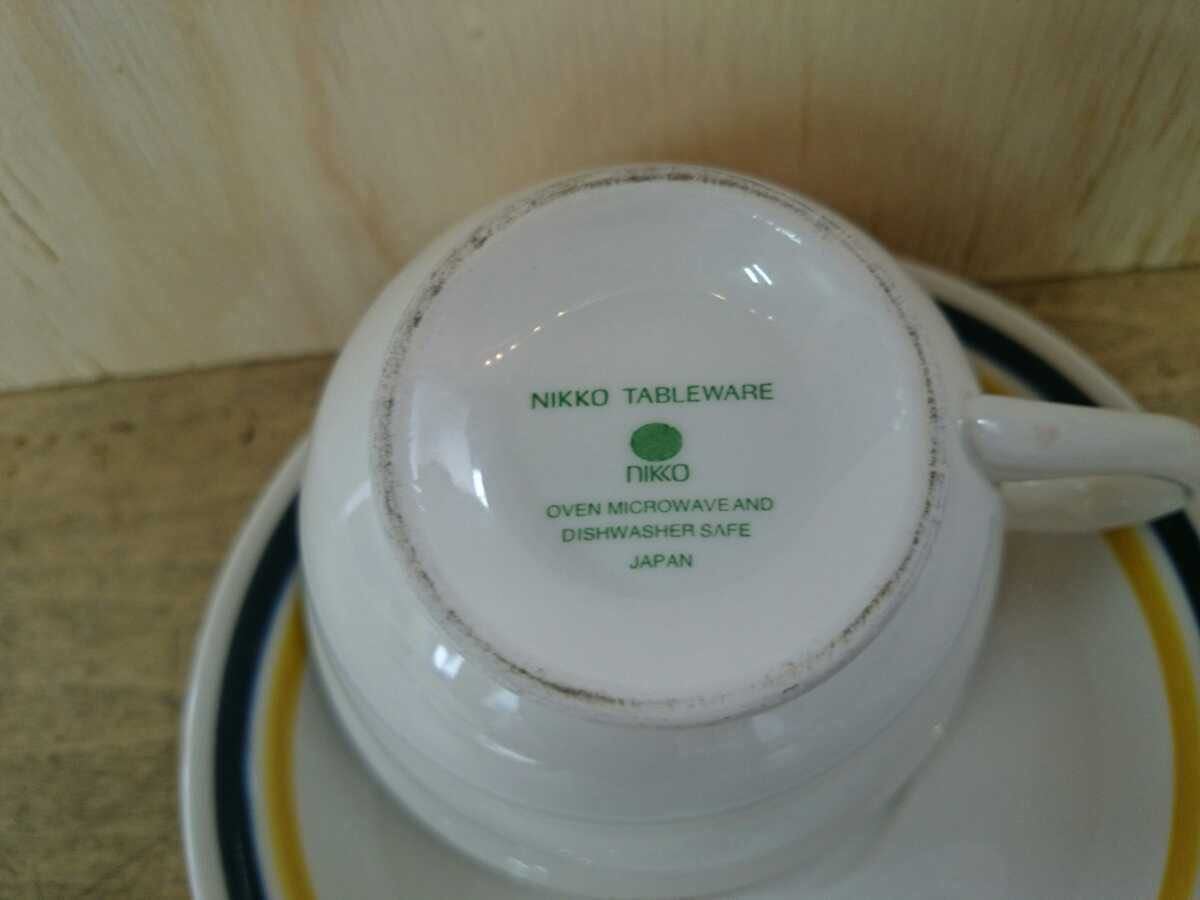 NIKKO TABLEWARE
NIKKO
OVEN MICROWAVE AND
DISHWASHER SAFE
JAPAN